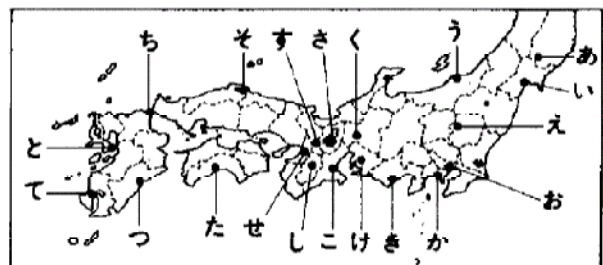 ち そ す さ く う あ
い
と え
て つ た せ し こ け き か お